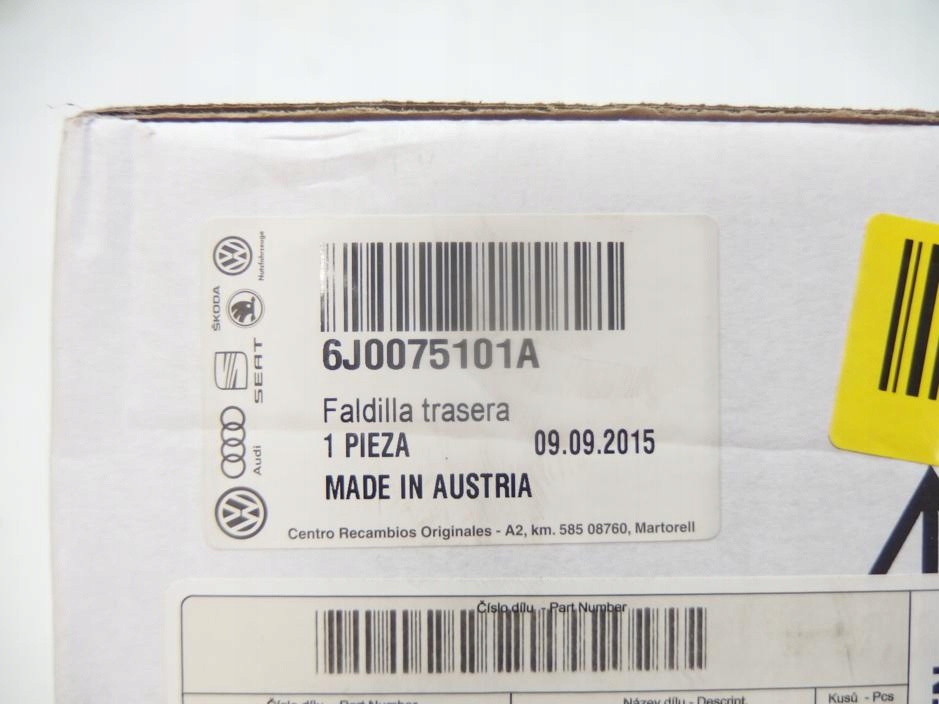 Nutzfahrzeuge
ŠKODA
SEAT
Audi
6J0075101A
Faldilla trasera
1 PIEZA 09.09.2015
MADE IN AUSTRIA
Centro Recambios Originales - A2, km. 585 08760, Martorell
Číslo dílu - Part Number
Číslo dílu - Part Number Název dílu - Descript. Kusů - Pcs